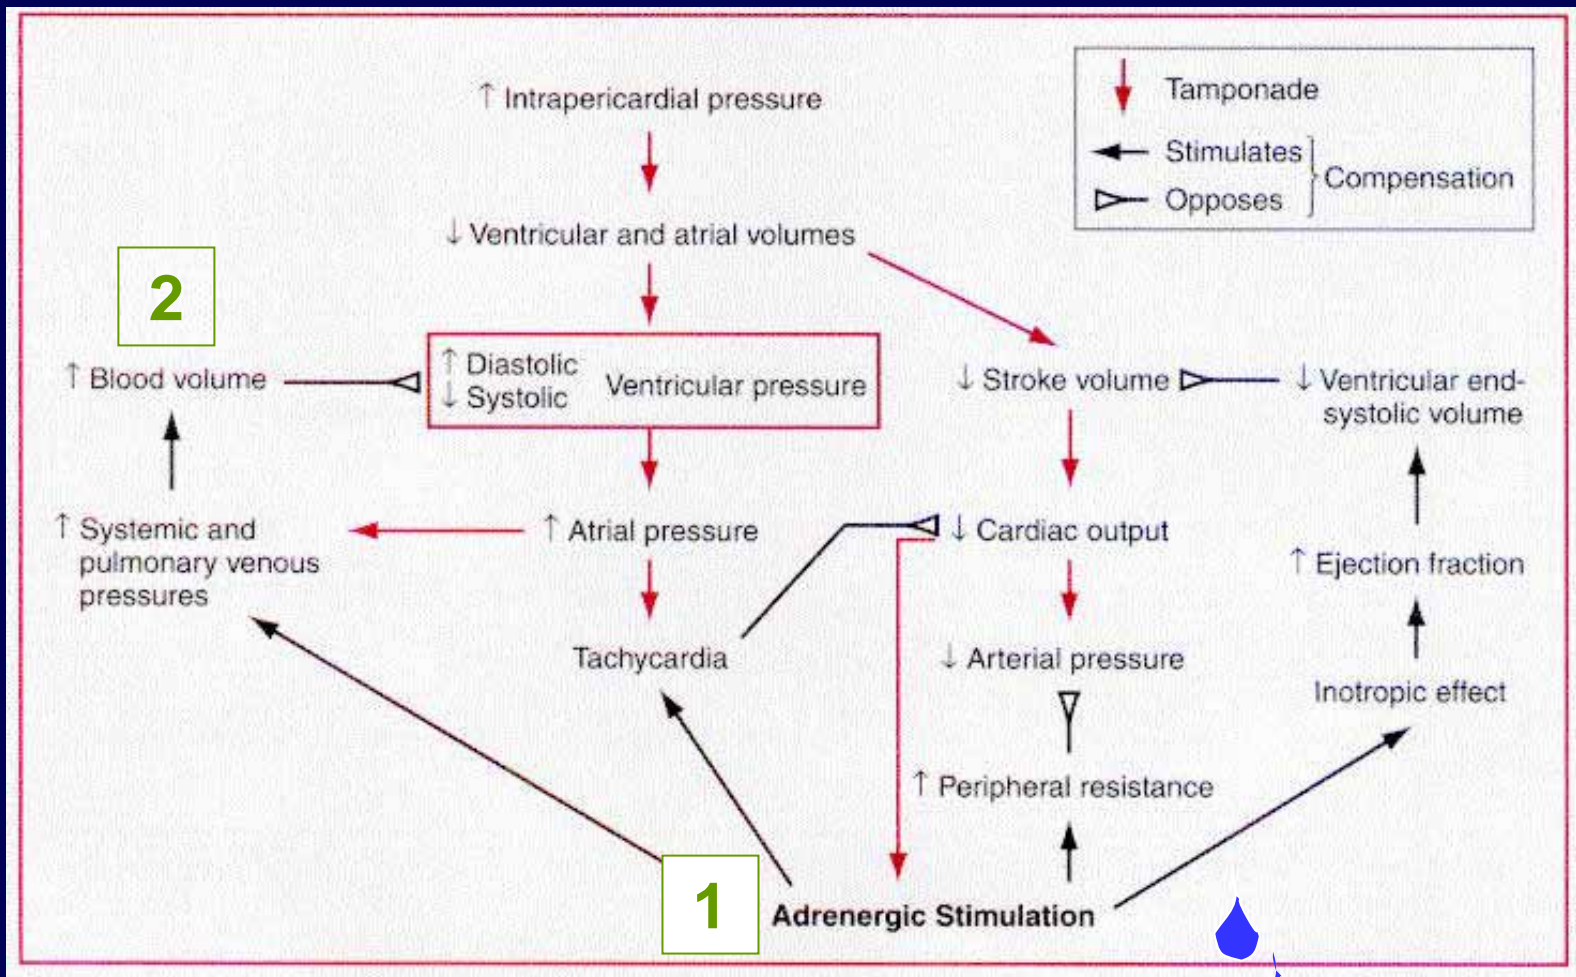 ↑ Intrapericardial pressure
Tamponade
Stimulates
Opposes
Compensation
↓ Ventricular and atrial volumes
2
↑ Blood volume
↑ Diastolic
↓ Systolic
Ventricular pressure
↓ Stroke volume
↓ Ventricular end-
systolic volume
↑ Systemic and
pulmonary venous
pressures
↑ Atrial pressure
↓ Cardiac output
↑ Ejection fraction
Tachycardia
↓ Arterial pressure
Inotropic effect
↑ Peripheral resistance
1
Adrenergic Stimulation